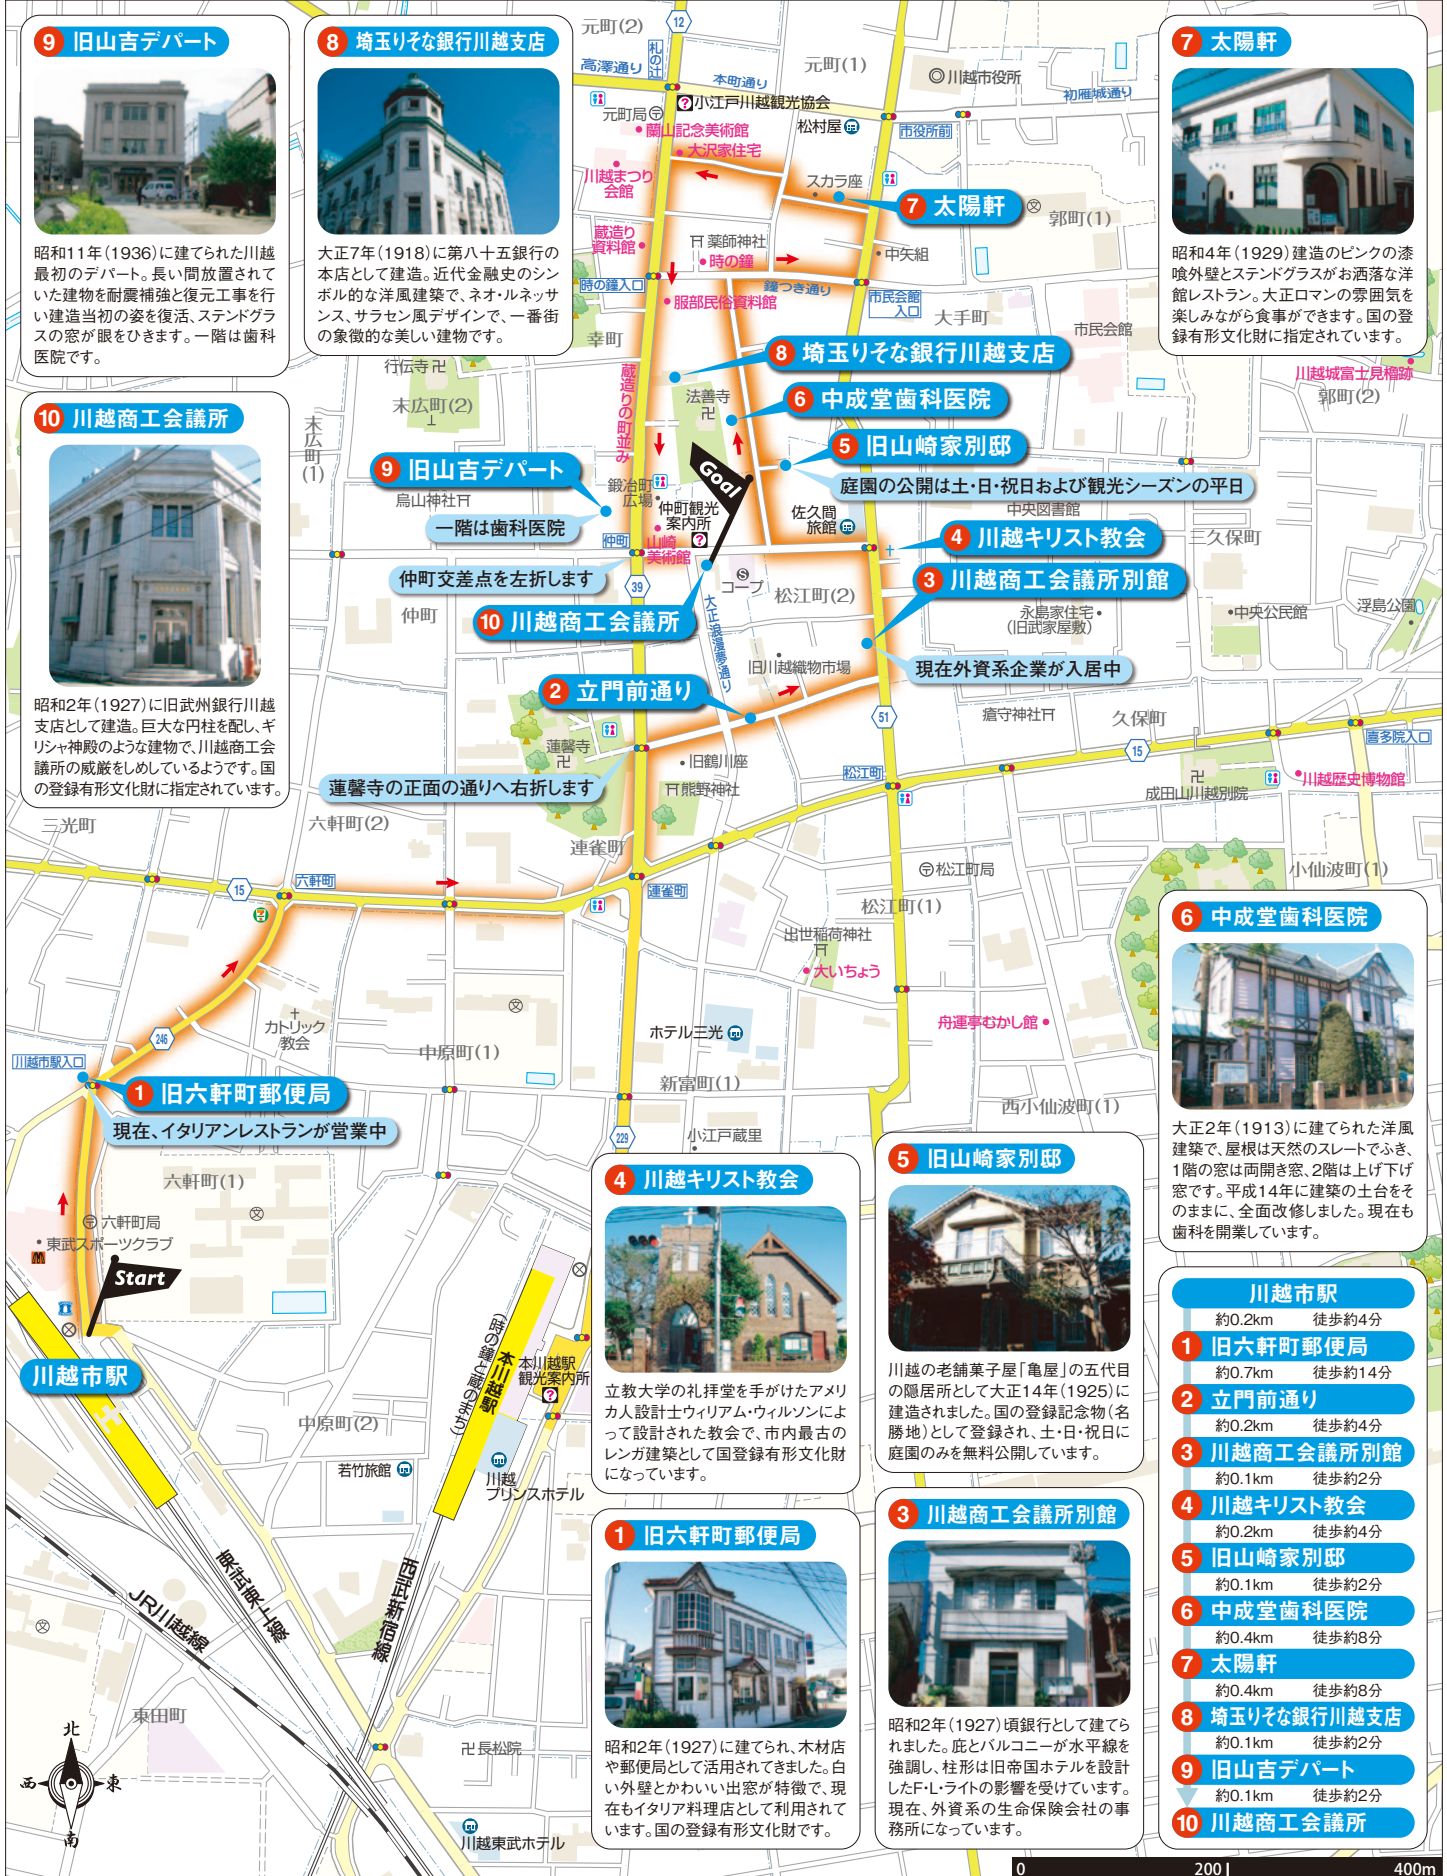 9 旧山吉デパート
昭和11年(1936)に建てられた川越
最初のデパート。長い間放置されて
いた建物を耐震補強と復元工事を行
い建造当初の姿を復活、ステンドグラ
スの窓が眼をひきます。一階は歯科
医院です。
8 埼玉りそな銀行川越支店
大正7年(1918)に第八十五銀行の
本店として建造。近代金融史のシン
ボル的な洋風建築で、ネオ・ルネッサ
ンス、サラセン風デザインで、一番街
の象徴的な美しい建物です。
7 太陽軒
昭和4年(1929)建造のピンクの漆
喰外壁とステンドグラスがお洒落な洋
館レストラン。大正ロマンの雰囲気を
楽しみながら食事ができます。国の登
録有形文化財に指定されています。
10 川越商工会議所
昭和2年(1927)に旧武州銀行川越
支店として建造。巨大な円柱を配し、ギ
リシャ神殿のような建物で、川越商工会
議所の威厳をしめしているようです。国
の登録有形文化財に指定されています。
元町(2)
12
札の辻
高澤通り
本町通り
元町(1)
川越市役所
初雁城通り
元町局
小江戸川越観光協会
蘭山記念美術館
松村屋
市役所前
大沢家住宅
川越まつり
会館
スカラ座
7 太陽軒
郭町(1)
蔵造り
資料館
薬師神社
時の鐘
中矢組
時の鐘入口
鐘つき通り
服部民俗資料館
市民会館
入口
大手町
市民会館
幸町
行伝寺
8 埼玉りそな銀行川越支店
川越城富士見櫓跡
郭町(2)
末広町(2)
末広町(1)
蔵造りの町並み
法善寺
6 中成堂歯科医院
5 旧山崎家別邸
庭園の公開は土・日・祝日および観光シーズンの平日
9 旧山吉デパート
一階は歯科医院
烏山神社
鍛冶町
広場
Goal
仲町観光
案内所
佐久間
旅館
中央図書館
三久保町
仲町
山崎
美術館
4 川越キリスト教会
仲町交差点を左折します
39
コープ
松江町(2)
3 川越商工会議所別館
仲町
10 川越商工会議所
大正浪漫夢通り
永島家住宅
(旧武家屋敷)
中央公民館
浮島公園
旧川越織物市場
現在外資系企業が入居中
2 立門前通り
51
瘡守神社
久保町
蓮馨寺
旧鶴川座
15
喜多院入口
蓮馨寺の正面の通りへ右折します
熊野神社
松江町
成田山川越別院
川越歴史博物館
三光町
六軒町(2)
連雀町
松江町局
小仙波町(1)
15
六軒町
連雀町
松江町(1)
出世稲荷神社
大いちょう
カトリック
教会
246
川越市駅入口
中原町(1)
ホテル三光
舟運亭むかし館
1 旧六軒町郵便局
現在、イタリアンレストランが営業中
新富町(1)
西小仙波町(1)
229
小江戸蔵里
六軒町(1)
六軒町局
東武スポーツクラブ
Start
川越市駅
(時の鐘と蔵のまち)
本川越駅
本川越駅
観光案内所
中原町(2)
若竹旅館
川越
プリンスホテル
東武東上線
JR川越線
西武新宿線
東田町
長松院
川越東武ホテル
北
西
東
南
6 中成堂歯科医院
大正2年(1913)に建てられた洋風
建築で、屋根は天然のスレートでふき、
1階の窓は両開き窓、2階は上げ下げ
窓です。平成14年に建築の土台をそ
のままに、全面改修しました。現在も
歯科を開業しています。
4 川越キリスト教会
立教大学の礼拝堂を手がけたアメリ
カ人設計士ウィリアム・ウィルソンによ
って設計された教会で、市内最古の
レンガ建築として国登録有形文化財
になっています。
5 旧山崎家別邸
川越の老舗菓子屋「亀屋」の五代目
の隠居所として大正14年(1925)に
建造されました。国の登録記念物(名
勝地)として登録され、土・日・祝日に
庭園のみを無料公開しています。
1 旧六軒町郵便局
昭和2年(1927)に建てられ、木材店
や郵便局として活用されてきました。白
い外壁とかわいい出窓が特徴で、現
在もイタリア料理店として利用されて
います。国の登録有形文化財です。
3 川越商工会議所別館
昭和2年(1927)頃銀行として建てら
れました。庇とバルコニーが水平線を
強調し、柱形は旧帝国ホテルを設計
したF・L・ライトの影響を受けています。
現在、外資系の生命保険会社の事
務所になっています。
川越市駅
約0.2km 徒歩約4分
1 旧六軒町郵便局
約0.7km 徒歩約14分
2 立門前通り
約0.2km 徒歩約4分
3 川越商工会議所別館
約0.1km 徒歩約2分
4 川越キリスト教会
約0.2km 徒歩約4分
5 旧山崎家別邸
約0.1km 徒歩約2分
6 中成堂歯科医院
約0.4km 徒歩約8分
7 太陽軒
約0.4km 徒歩約8分
8 埼玉りそな銀行川越支店
約0.1km 徒歩約2分
9 旧山吉デパート
約0.1km 徒歩約2分
10 川越商工会議所
0 200 400m